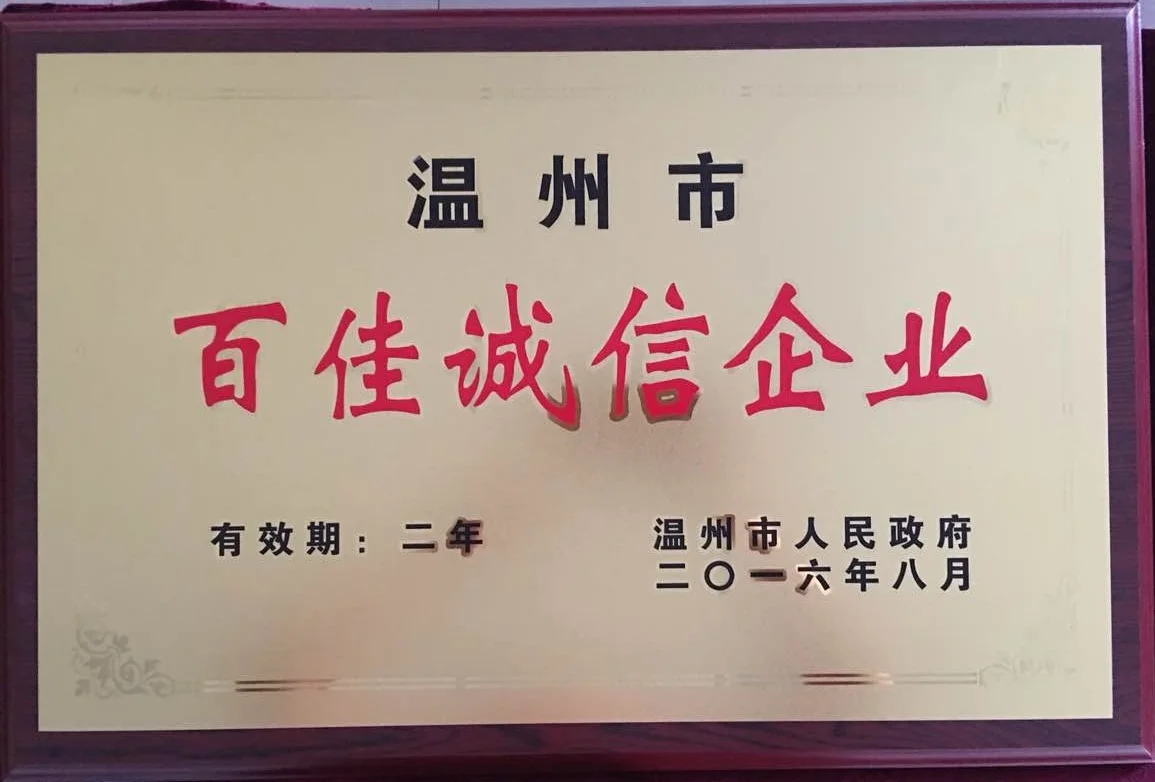 温州市
百佳诚信企业
有效期：二年
温州市人民政府
二〇一六年八月